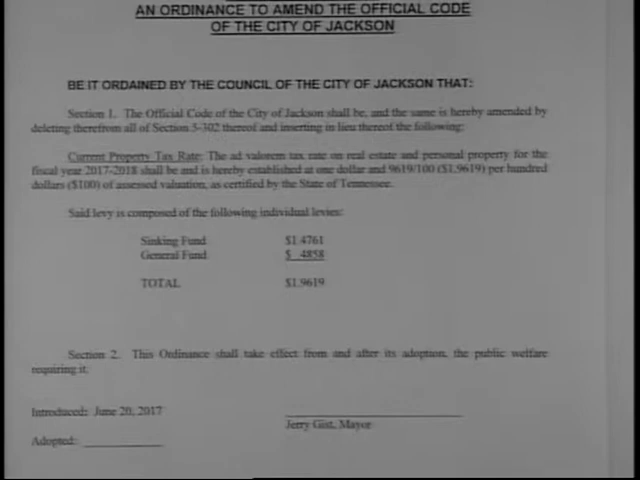 AN ORDINANCE TO AMEND THE OFFICIAL CODE
OF THE CITY OF JACKSON
BE IT ORDAINED BY THE COUNCIL OF THE CITY OF JACKSON THAT:
Section 1. The Official Code of the City of Jackson shall be, and the same is hereby amended by
deleting therefrom all of Section 5-302 thereof and inserting in lieu thereof the following:
Current Property Tax Rate: The ad valorem tax rate on real estate and personal property for the
fiscal year 2017-2018 shall be and is hereby established at one dollar and 9619/100 ($1.9619) per hundred
dollars ($100) of assessed valuation, as certified by the State of Tennessee.
Said levy is composed of the following individual levies:
Sinking Fund $1.4761
General Fund $ .4858
TOTAL $1.9619
Section 2. This Ordinance shall take effect from and after its adoption, the public welfare
requiring it.
Introduced: June 20, 2017
Jerry Gist, Mayor
Adopted: